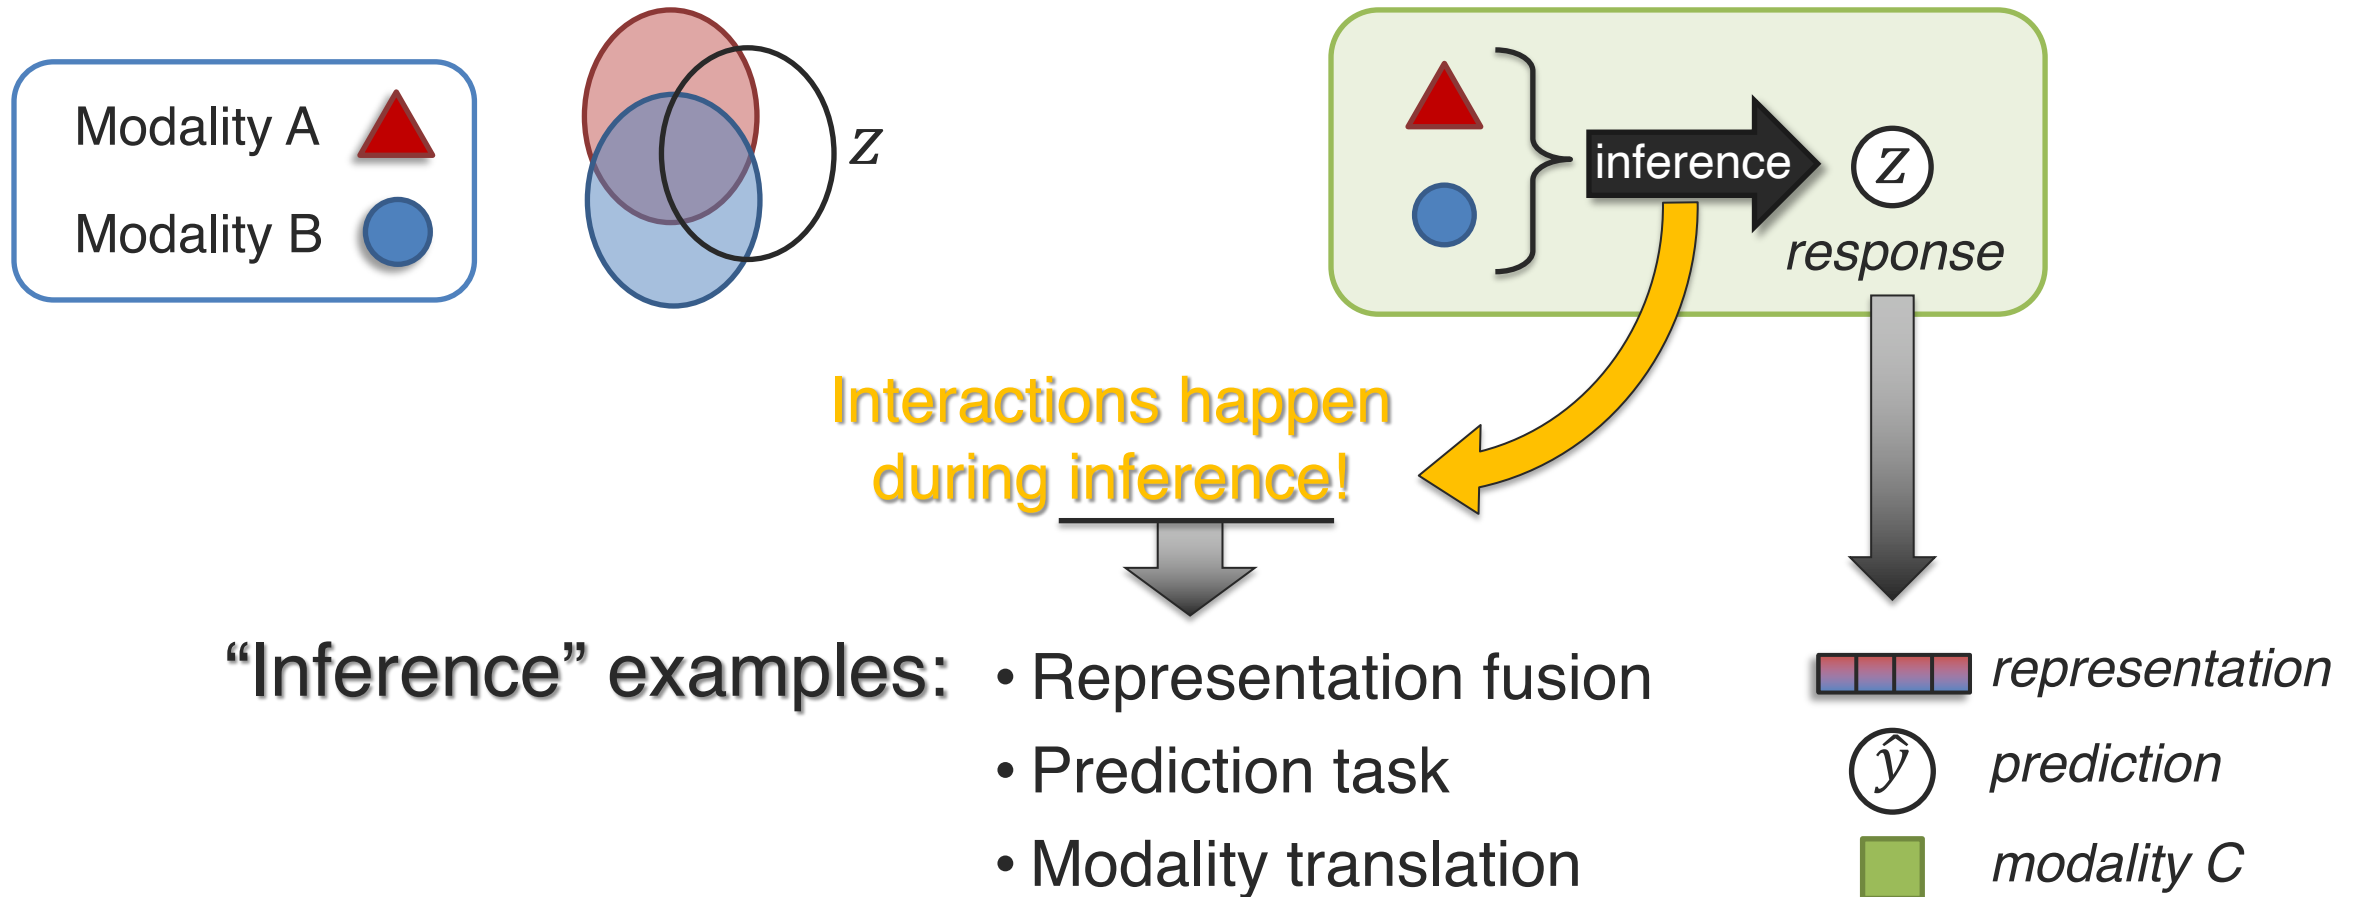 Modality A
Modality B
z
inference
z
response
Interactions happen
during inference!
“Inference” examples:
• Representation fusion
• Prediction task
• Modality translation
representation
ŷ
prediction
modality C